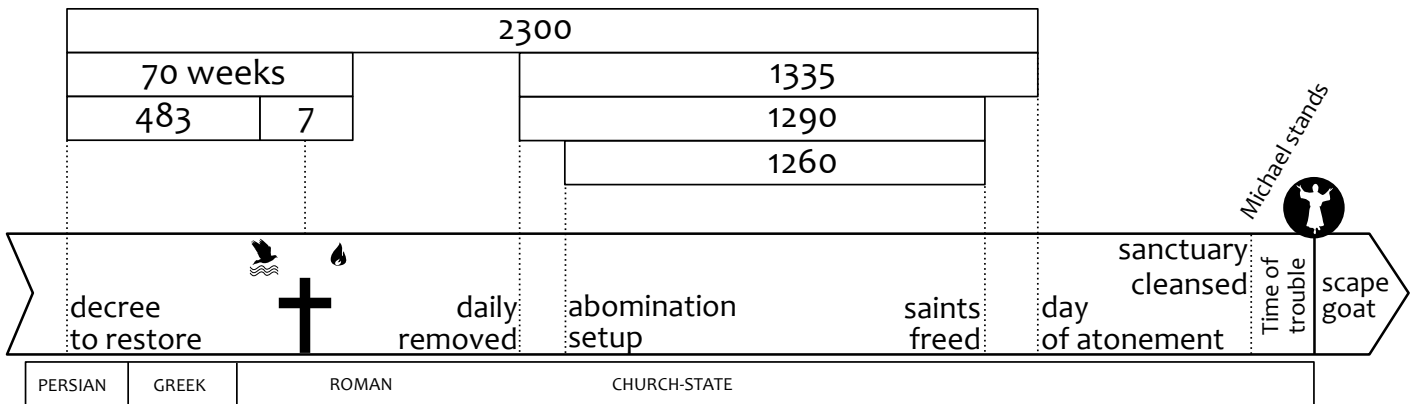 2300
70 weeks
1335
483
7
1290
1260
Michael stands
decree
to restore
daily
removed
abomination
setup
saints
freed
day
of atonement
sanctuary
cleansed
Time of
trouble
scape
goat
PERSIAN
GREEK
ROMAN
CHURCH-STATE